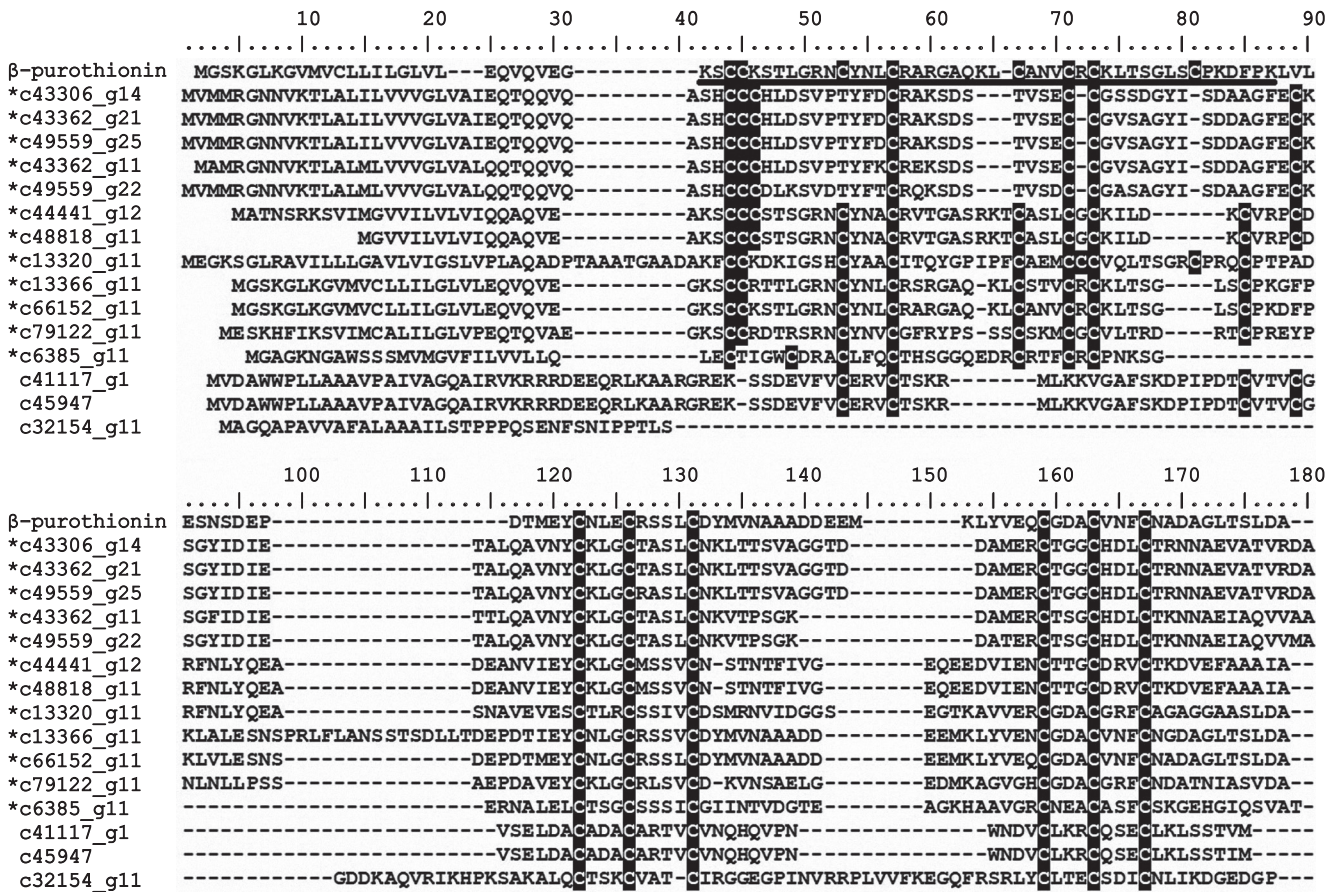 10 20 30 40 50 60 70 80 90
β-purothionin MGSKGLKGVMVCLLILGLVL---EQVQVEG----------KSCCKSTLGRNCYNLCRARGAQKL-CANVCRCKLTSGLSCPKDFPKLVL
*c43306_g14 MVMMRGNNVKTLALILVVVGLVAIEQTQQVQ---------ASHCCCHLDSVPTYFDCRAKSDS---TVSEC-CGSSDGYI-SDAAGFECK
*c43362_g21 MVMMRGNNVKTLALILVVVGLVAIEQTQQVQ---------ASHCCCHLDSVPTYFDCRAKSDS---TVSEC-CGVSAGYI-SDDAGFECK
*c49559_g25 MVMMRGNNVKTLALILVVVGLVAIEQTQQVQ---------ASHCCCHLDSVPTYFDCRAKSDS---TVSEC-CGVSAGYI-SDDAGFECK
*c43362_g11 MAMRGNNVKTLALMLVVVGLVALQQTQQVQ---------ASHCCCHLDSVPTYFKCREKSDS---TVSEC-CGVSAGYI-SDDAGFECK
*c49559_g22 MVMMRGNNVKTLALMLVVVGLVALQQTQQVQ---------ASHCCCDLKSVDTYFTCRQKSDS---TVSDC-CGASAGYI-SDAAGFECK
*c44441_g12 MATNSRKSVIMGVVILVLVIQQAQVE----------AKSCCCSTSGRNCYNACRVTGASRKTCASLCGCKILD------KCVRPCD
*c48818_g11 MGVVILVLVIQQAQVE----------AKSCCCSTSGRNCYNACRVTGASRKTCASLCGCKILD------KCVRPCD
*c13320_g11 MEGKSGLRAVILLLGAVLVIGSLVPLAQADPTAAATGAADAKFCCKDKIGSHCYAACITQYGPIPFCAEMCCCVQLTSGRCPRQCPTPAD
*c13366_g11 MGSKGLKGVMVCLLILGLVLEQVQVE----------GKSCCRTTLGRNCYNLCRSRGAQ-KLCSTVCRCKLTSG---LSCPKGFP
*c66152_g11 MGSKGLKGVMVCLLILGLVLEQVQVE----------GKSCCKSTLGRNCYNLCRARGAQ-KLCANVCRCKLTSG---LSCPKDFP
*c79122_g11 MESKHFIKSVIMCALILGLVPEQTQVAE---------GKSCCRDTRSRNCYNVCGFRYPS-SSCSKMCGCVLTRD---RTCPREYP
*c6385_g11 MGAGKNGAWSSSMVMGVFILVVLLQ-----------LECTIGWCDRACLFQCTHSGGQEDRCRTFCRCPNKSG------------
c41117_g1 MVDAWWPLLAAAVPAIVAGQAIRVKRRRDEEQRLKAARGREK-SSDEVFVCERVCTSKR-------MLKKVGAFSKDPIPDTCVTVCG
c45947 MVDAWWPLLAAAVPAIVAGQAIRVKRRRDEEQRLKAARGREK-SSDEVFVCERVCTSKR-------MLKKVGAFSKDPIPDTCVTVCG
c32154_g11 MAGQAPAVVAFALAAAILSTPPPQSENFSNIPPTLS---------------------------------------------------
100 110 120 130 140 150 160 170 180
β-purothionin ESNSDEP-------------------DTMEYCNLECRSSLCDYMVNAAADDEEM--------KLYVEQCGDACVNFCNADAGLTSLDA--
*c43306_g14 SGYIDIE----------------TALQAVNYCKLGCTASLCNKLTTSVAGGTD----------DAMERCTGGCHDLCTRNNAEVATVRDA
*c43362_g21 SGYIDIE----------------TALQAVNYCKLGCTASLCNKLTTSVAGGTD----------DAMERCTGGCHDLCTRNNAEVATVRDA
*c49559_g25 SGYIDIE----------------TALQAVNYCKLGCRASLCNKLTTSVAGGTD----------DAMERCTGGCHDLCTRNNAEVATVRDA
*c43362_g11 SGFIDIE----------------TTLQAVNYCKLGCTASLCNKVTPSGK--------------DAMERCTSGCHDLCTKNNAEIAQVVAA
*c49559_g22 SGYIDIE----------------TALQAVNYCKLGCTASLCNKVTPSGK--------------DATERCTSGCHDLCTKNNAEIAQVVMA
*c44441_g12 RFNLYQEA---------------DEANVIEYCKLGCMSSVCN-STNTFIVG--------EQEEDVIENCTTGCDRVCTKDVEFAAAIA--
*c48818_g11 RFNLYQEA---------------DEANVIEYCKLGCMSSVCN-STNTFIVG--------EQEEDVIENCTTGCDRVCTKDVEFAAAIA--
*c13320_g11 RFNLYQEA---------------SNAVEVESCTLRCSSIVCDSMRNVIDGGS-------EGTKAVVERCGDACGRFCAGAGGAASLDA--
*c13366_g11 KLALESNSPRLFLANSSTSDLLTDEPDTIEYCNLGCRSSVCDYMVNAAADD--------EEMKLYVENCGDACVNFCNGDAGLTSLDA--
*c66152_g11 KLVLESNS---------------DEPDTMEYCNLGCRSSLCDYMVNAAADD--------EEMKLYVEQCGDACVNFCNADAGLTSLDA--
*c79122_g11 NLNLLPSS---------------AEPDAVEYCKLGCRLSVCD-KVNSAELG--------EDMKAGVGHCGDACGRFCNDATNIASVDA--
*c6385_g11 ------------------------ERNALELCTSGCSSSICGIINTVDGTE--------AGKHAAVGRCNEACASFCSKGEHGIQSVAT-
c41117_g1 -------------------------VSELDACADACARTVCVNQHQVPN---------------WNDVCLKRCQSECLKLSSTVM-----
c45947 -------------------------VSELDACADACARTVCVNQHQVPN---------------WNDVCLKRCQSECLKLSSTIM-----
c32154_g11 ------------GDDKAQVRIKHPKSAKALQCTSKCVAT-CIRGGEGPINVRRPLVVFKEGQFRSRLYCLTECSDICNLIKDGEDGP---